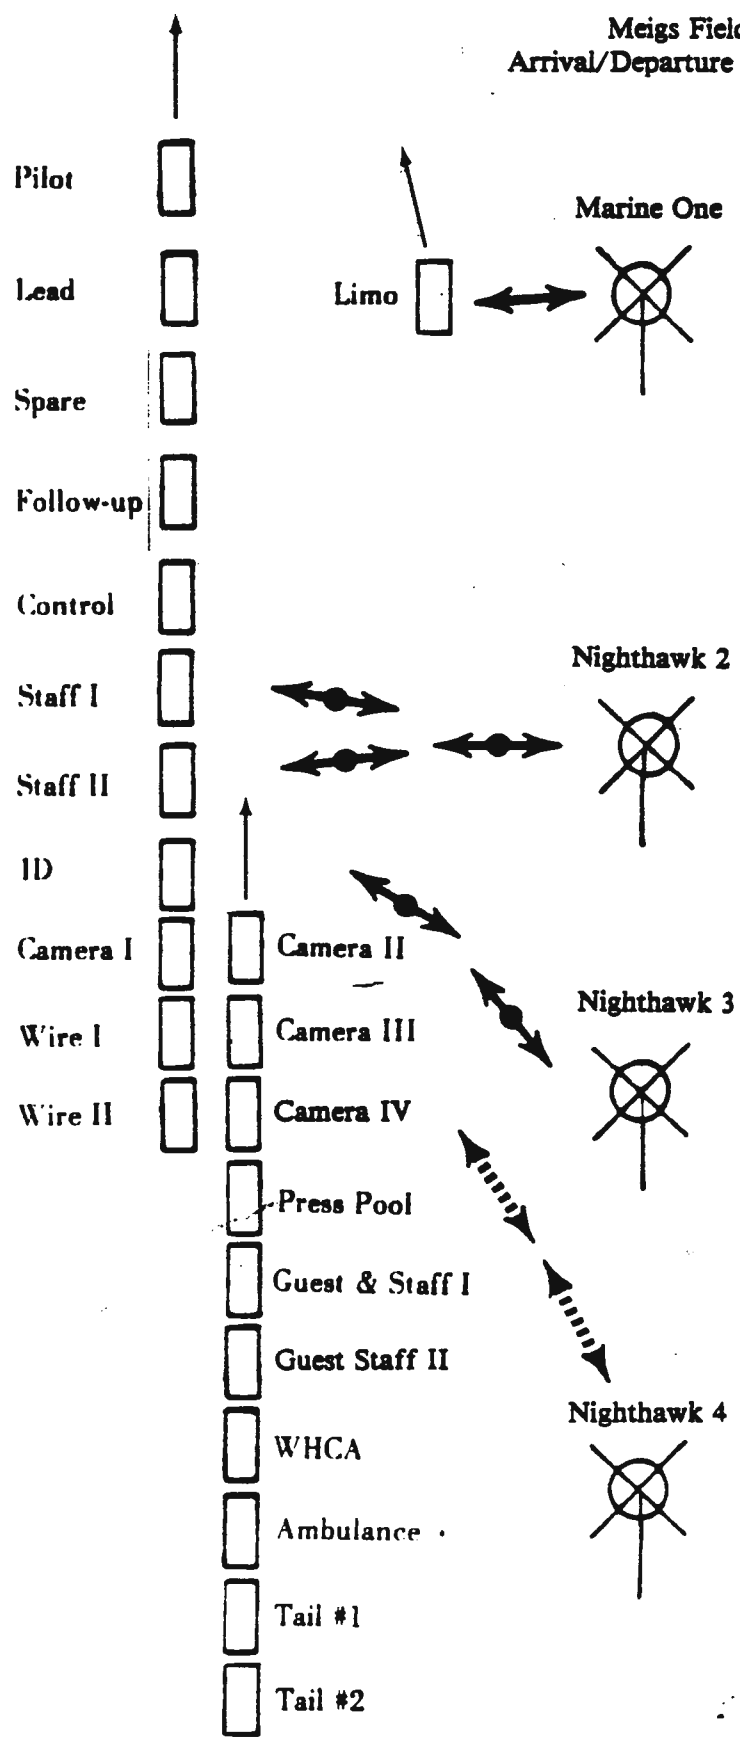 Meigs Field
Arrival/Departure
Pilot
Marine One
Lead
Limo
Spare
Follow-up
Control
Nighthawk 2
Staff I
Staff II
ID
Camera I
Camera II
Nighthawk 3
Wire I
Camera III
Wire II
Camera IV
Press Pool
Guest & Staff I
Guest Staff II
Nighthawk 4
WHCA
Ambulance
Tail #1
Tail #2